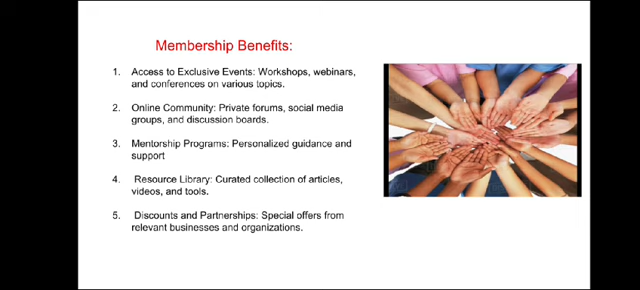 Membership Benefits:
1. Access to Exclusive Events: Workshops, webinars,
and conferences on various topics.
2. Online Community: Private forums, social media
groups, and discussion boards.
3. Mentorship Programs: Personalized guidance and
support
4. Resource Library: Curated collection of articles,
videos, and tools.
5. Discounts and Partnerships: Special offers from
relevant businesses and organizations.